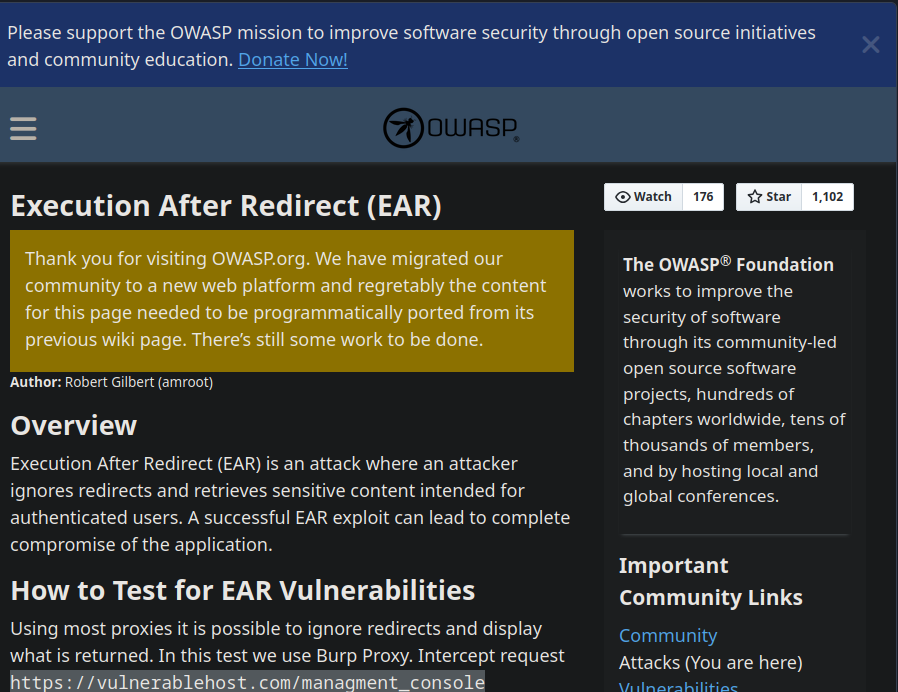 Please support the OWASP mission to improve software security through open source initiatives
and community education. Donate Now!
OWASP
Execution After Redirect (EAR)
Watch 176
Star 1,102
Thank you for visiting OWASP.org. We have migrated our
community to a new web platform and regretably the content
for this page needed to be programmatically ported from its
previous wiki page. There's still some work to be done.
Author: Robert Gilbert (amroot)
Overview
Execution After Redirect (EAR) is an attack where an attacker
ignores redirects and retrieves sensitive content intended for
authenticated users. A successful EAR exploit can lead to complete
compromise of the application.
How to Test for EAR Vulnerabilities
Using most proxies it is possible to ignore redirects and display
what is returned. In this test we use Burp Proxy. Intercept request
https://vulnerablehost.com/managment_console
The OWASP® Foundation
works to improve the
security of software
through its community-led
open source software
projects, hundreds of
chapters worldwide, tens of
thousands of members,
and by hosting local and
global conferences.
Important
Community Links
Community
Attacks (You are here)
Vulnerabilities